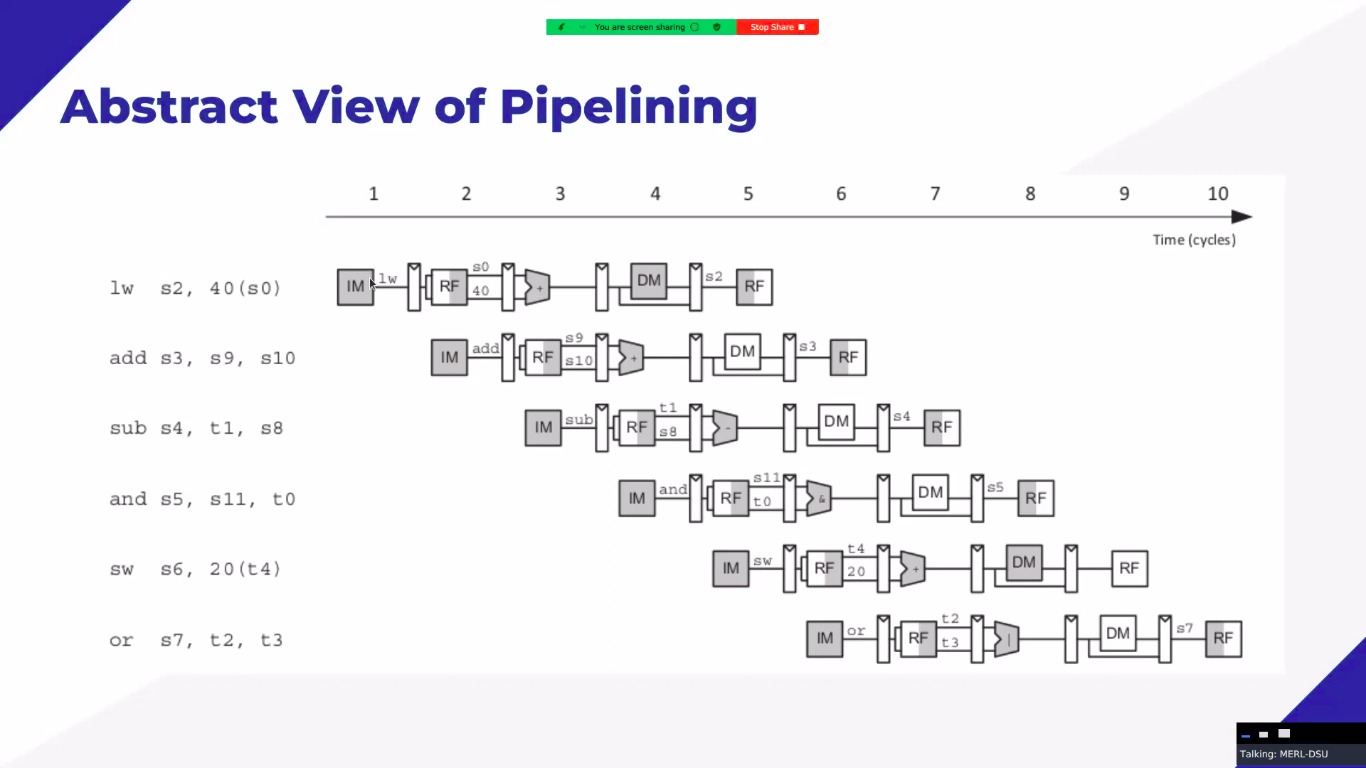 You are screen sharing Stop Share
Abstract View of Pipelining
1 2 3 4 5 6 7 8 9 10
Time (cycles)
lw s2, 40(s0) IM lw RF s0 40 + DM s2 RF
add s3, s9, s10 IM add RF s9 s10 + DM s3 RF
sub s4, t1, s8 IM sub RF t1 s8 - DM s4 RF
and s5, s11, t0 IM and RF s11 t0 & DM s5 RF
sw s6, 20(t4) IM sw RF t4 20 + DM RF
or s7, t2, t3 IM or RF t2 t3 | DM s7 RF
Talking: MERL-DSU